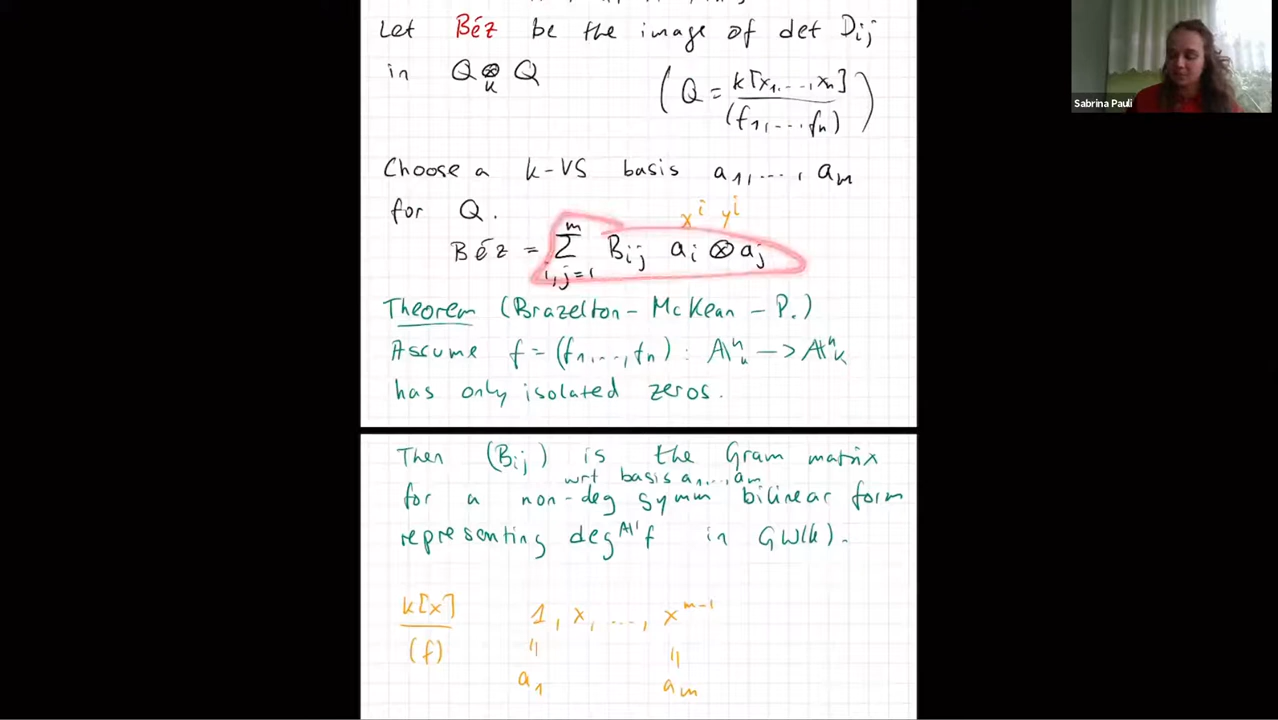 Let Béz be the image of det Dij
in Q ⊗ Q
k
( Q = k[x1,...,xn] / (f1,...fn) )
Choose a k-VS basis a1,..., am
for Q.
x^i y^j
Béz = Σ^m_{i,j=1} Bij ai ⊗ aj
Theorem (Brazelton - McKean - P.)
Assume f = (f1,...,fn) : A^n_k —> A^n_k
has only isolated zeros.
Then (Bij) is the Gram matrix
wrt basis a1,...,am
for a non-deg symm bilinear form
representing deg^{A^1} f in GW(k).
k[x] / (f) 1, x, ..., x^{m-1}
= =
a1 am
Sabrina Pauli